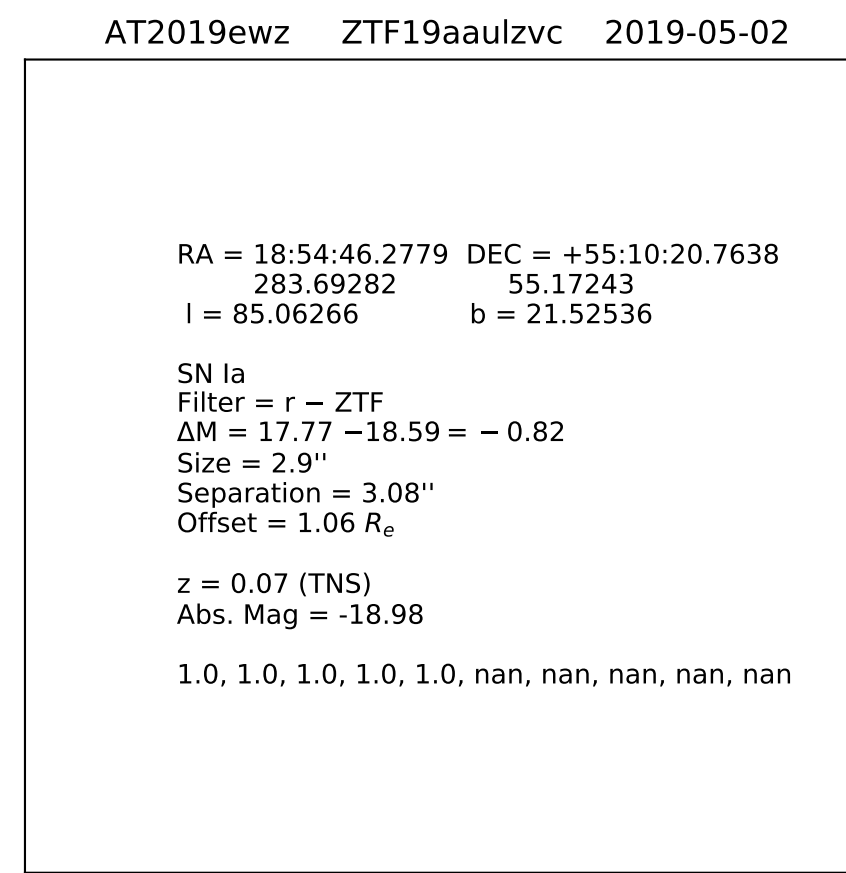 AT2019ewz ZTF19aaulzvc 2019-05-02
RA = 18:54:46.2779 DEC = +55:10:20.7638
283.69282 55.17243
l = 85.06266 b = 21.52536
SN Ia
Filter = r − ZTF
ΔM = 17.77 −18.59 = − 0.82
Size = 2.9''
Separation = 3.08''
Offset = 1.06 Rₑ
z = 0.07 (TNS)
Abs. Mag = -18.98
1.0, 1.0, 1.0, 1.0, 1.0, nan, nan, nan, nan, nan